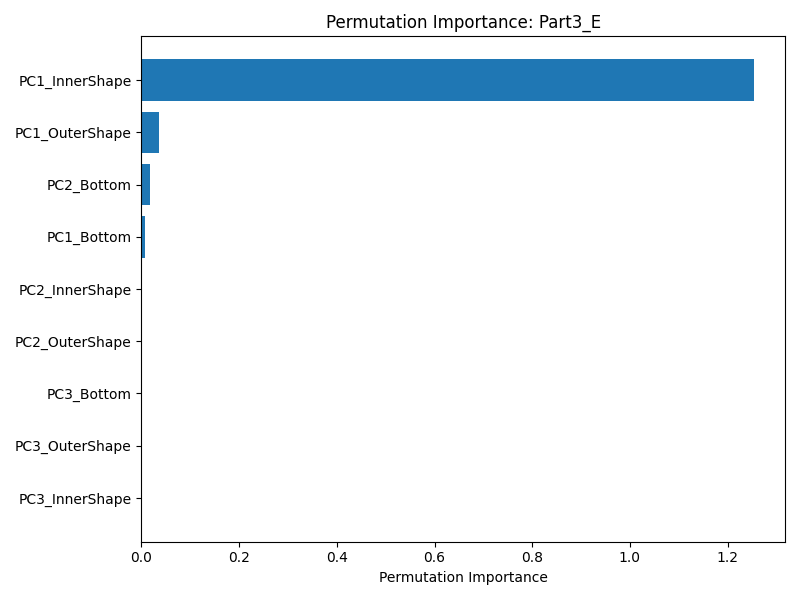 Permutation Importance: Part3_E
PC1_InnerShape
PC1_OuterShape
PC2_Bottom
PC1_Bottom
PC2_InnerShape
PC2_OuterShape
PC3_Bottom
PC3_OuterShape
PC3_InnerShape
0.0 0.2 0.4 0.6 0.8 1.0 1.2
Permutation Importance